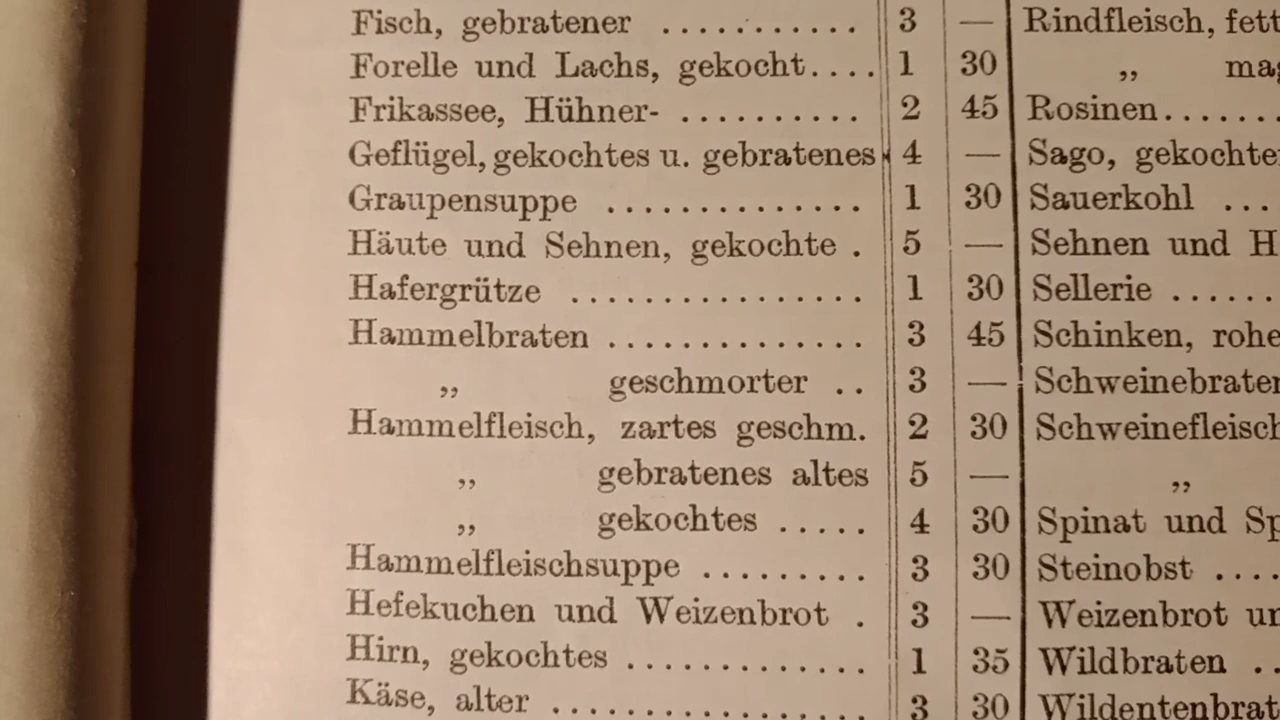 Fisch, gebratener ........... 3 — Rindfleisch, fett
Forelle und Lachs, gekocht.... 1 30 ,,
Frikassee, Hühner- .......... 2 45 Rosinen.......
Geflügel, gekochtes u. gebratenes 4 — Sago,
Graupensuppe .............. 1 30 Sauerkohl ...
Häute und Sehnen, gekochte . 5 — Sehnen und
Hafergrütze ................ 1 30 Sellerie ......
Hammelbraten .............. 3 45 Schinken,
,, geschmorter .. 3 —
Hammelfleisch, zartes geschm. 2 30
,, gebratenes altes 5 — ,,
,, gekochtes ..... 4 30 Spinat und
Hammelfleischsuppe ......... 3 30 Steinobst ....
Hefekuchen und Weizenbrot . 3 — Weizenbrot
Hirn, gekochtes ............. 1 35 Wildbraten ..
Käse, alter ................. 3 30